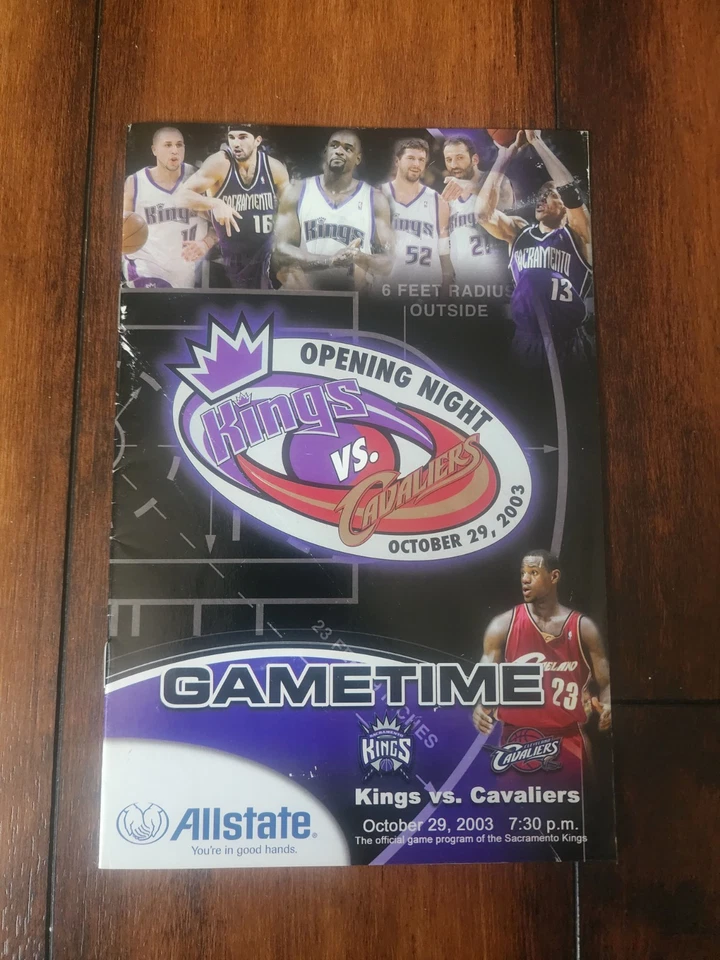 Kings
SACRAMENTO
16
Kings
Kings
52
Kings
SACRAMENTO
13
6 FEET RADIUS
OUTSIDE
OPENING NIGHT
Kings
vs.
CAVALIERS
OCTOBER 29, 2003
GAMETIME
23
SACRAMENTO
KINGS
CLEVELAND
CAVALIERS
Kings vs. Cavaliers
October 29, 2003 7:30 p.m.
The official game program of the Sacramento Kings
Allstate®
You're in good hands.